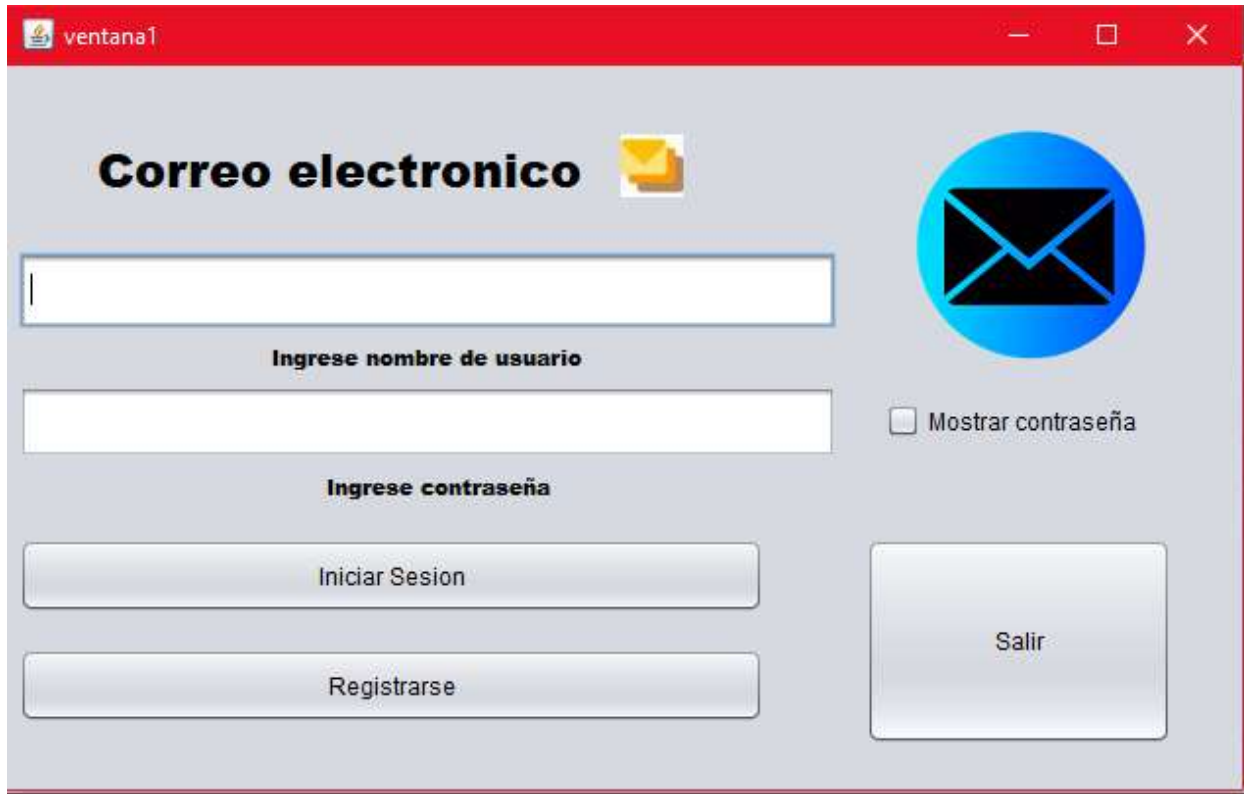 ventana1
Correo electronico
Ingrese nombre de usuario
Mostrar contraseña
Ingrese contraseña
Iniciar Sesion
Salir
Registrarse